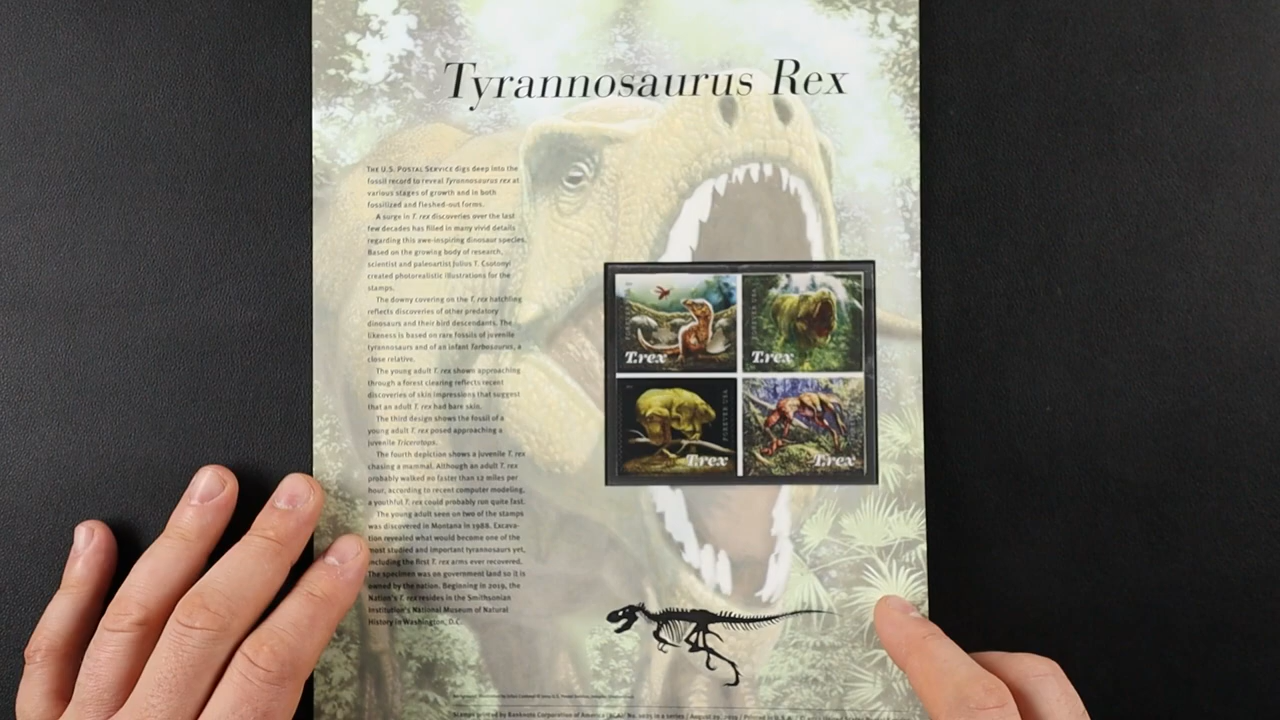 Tyrannosaurus Rex
THE U.S. POSTAL SERVICE digs deep into the
fossil record to reveal Tyrannosaurus rex at
various stages of growth and in both
fossilized and fleshed-out forms.
A surge in T. rex discoveries over the last
few decades has filled in many vivid details
regarding this awe-inspiring dinosaur species.
Based on the growing body of research,
scientist and paleoartist Julius T. Csotonyi
created photorealistic illustrations for the
stamps.
The downy covering on the T. rex hatchling
reflects discoveries of other predatory
dinosaurs and their bird descendants. The
likeness is based on rare fossils of juvenile
tyrannosaurs and of an infant Tarbosaurus, a
close relative.
The young adult T. rex shown approaching
through a forest clearing reflects recent
discoveries of skin impressions that suggest
that an adult T. rex had bare skin.
The third design shows the fossil of a
young adult T. rex posed approaching a
juvenile Triceratops.
The fourth depiction shows a juvenile T. rex
chasing a mammal. Although an adult T. rex
probably walked no faster than 12 miles per
hour, according to recent computer modeling,
a youthful T. rex could probably run quite fast.
The young adult seen on two of the stamps
was discovered in Montana in 1988. Excava-
tion revealed what would become one of the
most studied and important tyrannosaurs yet,
including the first T. rex arms ever recovered.
The specimen was on government land so it is
owned by the nation. Beginning in 2019, the
Nation's T. rex resides in the Smithsonian
Institution's National Museum of Natural
History in Washington, D.C.
T.rex
FOREVER USA
T.rex
FOREVER USA
T.rex
T.rex
Stamps printed by Banknote Corporation of America